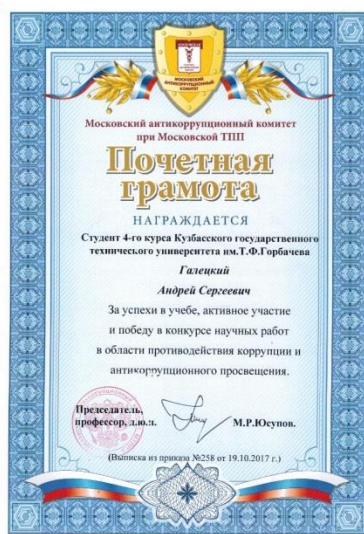 МОСКОВСКИЙ
АНТИКОРРУПЦИОННЫЙ
КОМИТЕТ
Московский антикоррупционный комитет
при Московской ТПП
Почетная
грамота
НАГРАЖДАЕТСЯ
Студент 4-го курса Кузбасского государственного
технического университета им.Т.Ф.Горбачева
Галецкий
Андрей Сергеевич
За успехи в учебе, активное участие
и победу в конкурсе научных работ
в области противодействия коррупции и
антикоррупционного просвещения.
Председатель,
профессор, д.ю.н.
М.Р.Юсупов.
(Выписка из приказа №258 от 19.10.2017 г.)